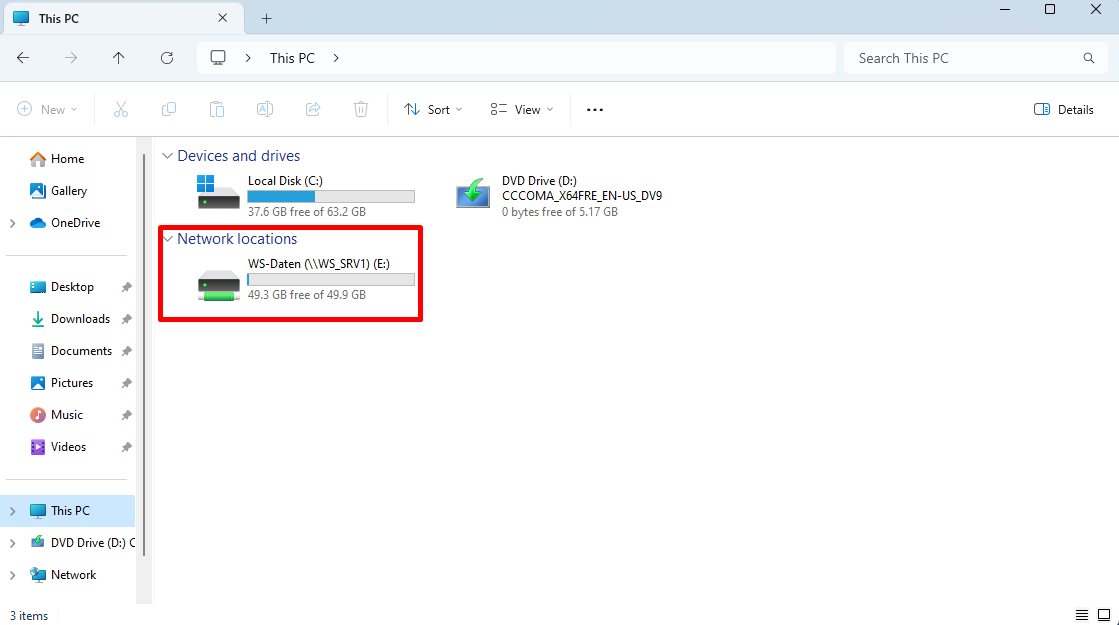 This PC
This PC
Search This PC
New
Sort
View
Details
Home
Gallery
OneDrive
Desktop
Downloads
Documents
Pictures
Music
Videos
This PC
DVD Drive (D:) C
Network
Devices and drives
Local Disk (C:)
37.6 GB free of 63.2 GB
DVD Drive (D:)
CCCOMA_X64FRE_EN-US_DV9
0 bytes free of 5.17 GB
Network locations
WS-Daten (\\WS_SRV1) (E:)
49.3 GB free of 49.9 GB
3 items